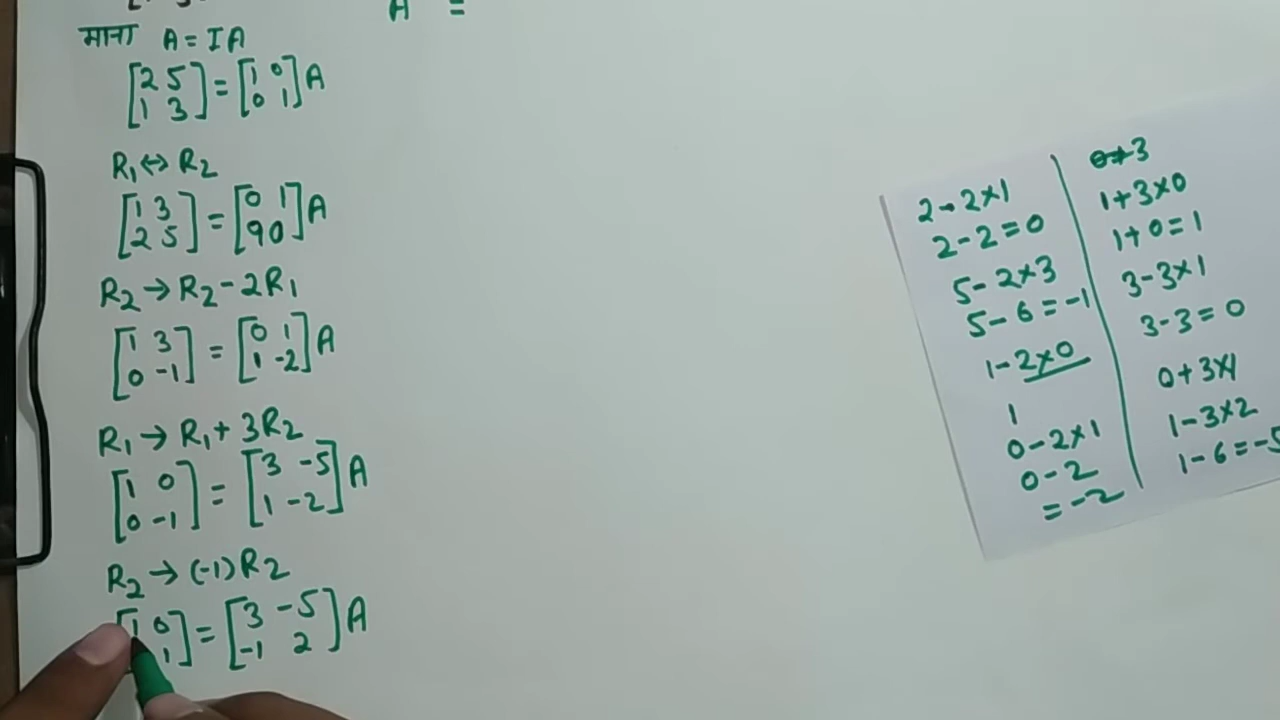 A =
माना A = IA
[2 5 = [1 0 ]A
1 3] 0 1
R1 ↔ R2
[1 3 = [0 1 ]A
2 5] 90
R2 → R2 - 2R1
[1 3 = [0 1 ]A
0 -1] 1 -2
R1 → R1 + 3R2
[1 0 = [3 -5 ]A
0 -1] 1 -2
R2 → (-1)R2
[1 0 = [3 -5 ]A
1] -1 2
2-2×1
2-2=0
5-2×3
5-6=-1
1-2×0
1
0-2×1
0-2
=-2
3
1+3×0
1+0=1
3-3×1
3-3=0
0+3×1
1-3×2
1-6=-5